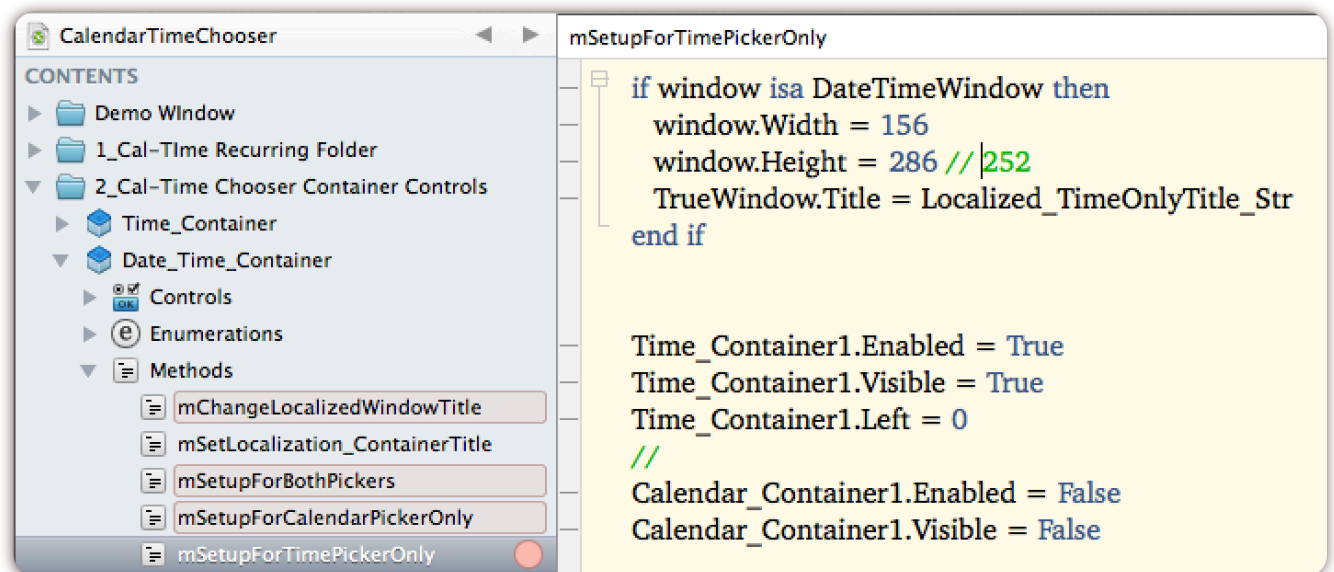 CalendarTimeChooser
CONTENTS
Demo WIndow
1_Cal-TIme Recurring Folder
2_Cal-Time Chooser Container Controls
Time_Container
Date_Time_Container
OK
Controls
e
Enumerations
Methods
mChangeLocalizedWindowTitle
mSetLocalization_ContainerTitle
mSetupForBothPickers
mSetupForCalendarPickerOnly
mSetupForTimePickerOnly
mSetupForTimePickerOnly
if window isa DateTimeWindow then
window.Width = 156
window.Height = 286 // 252
TrueWindow.Title = Localized_TimeOnlyTitle_Str
end if
Time_Container1.Enabled = True
Time_Container1.Visible = True
Time_Container1.Left = 0
//
Calendar_Container1.Enabled = False
Calendar_Container1.Visible = False